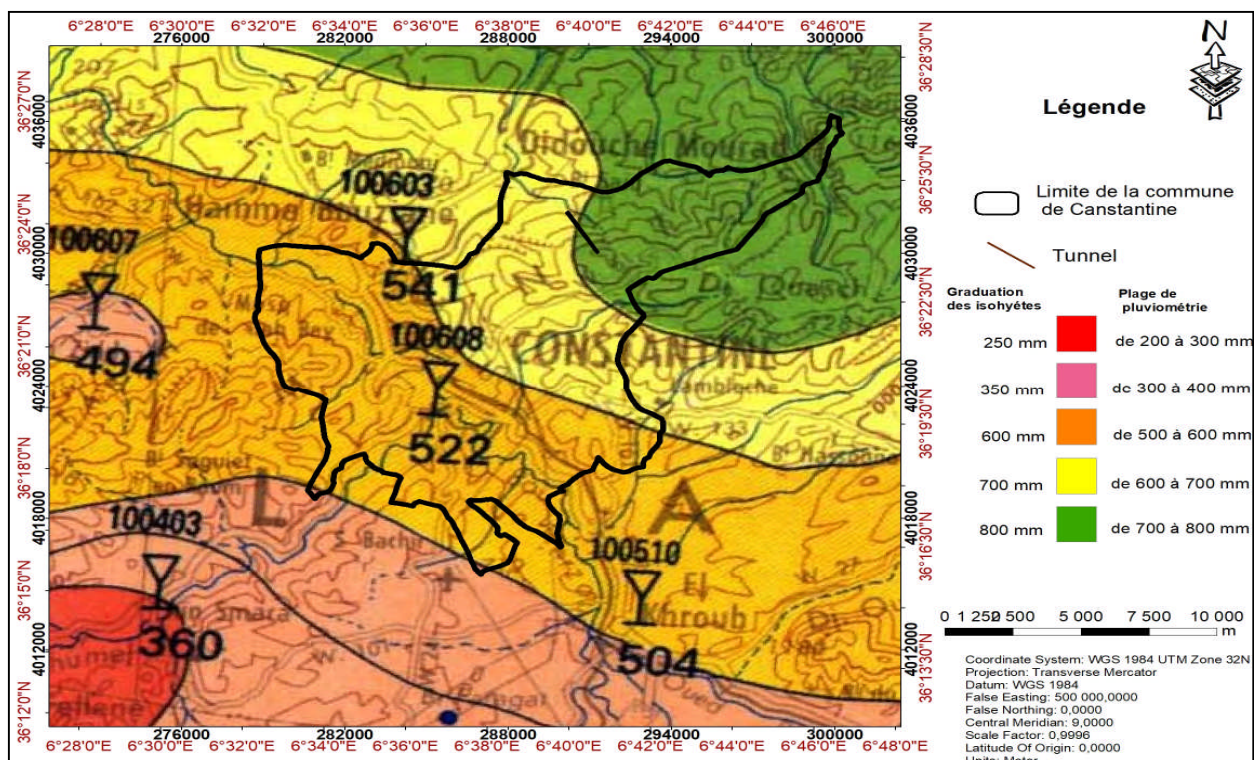 6°28'0"E 6°30'0"E 6°32'0"E 6°34'0"E 6°36'0"E 6°38'0"E 6°40'0"E 6°42'0"E 6°44'0"E 6°46'0"E
276000 282000 288000 294000 300000
36°27'0"N
36°24'0"N
36°21'0"N
36°18'0"N
36°15'0"N
36°12'0"N
4036000
4030000
4024000
4018000
4012000
207
Didouche Mourad
100603
Hamma Bouziane
100607
541
100608
494
CONSTANTINE
Lambloche
W. 133
522
L
A
100403
S. Bachir
100510
El
Khroub
360
504
W. 101
4036000
4030000
4024000
4018000
4012000
36°28'30"N
36°25'30"N
36°22'30"N
36°19'30"N
36°16'30"N
36°13'30"N
276000 282000 288000 294000 300000
6°28'0"E 6°30'0"E 6°32'0"E 6°34'0"E 6°36'0"E 6°38'0"E 6°40'0"E 6°42'0"E 6°44'0"E 6°46'0"E 6°48'0"E
N
Légende
Limite de la commune
de Canstantine
Tunnel
Graduation
des isohyétes
Plage de
pluviométrie
250 mm de 200 à 300 mm
350 mm de 300 à 400 mm
600 mm de 500 à 600 mm
700 mm de 600 à 700 mm
800 mm de 700 à 800 mm
0 1 250 2 500 5 000 7 500 10 000
m
Coordinate System: WGS 1984 UTM Zone 32N
Projection: Transverse Mercator
Datum: WGS 1984
False Easting: 500 000,0000
False Northing: 0,0000
Central Meridian: 9,0000
Scale Factor: 0,9996
Latitude Of Origin: 0,0000
Units: Meter